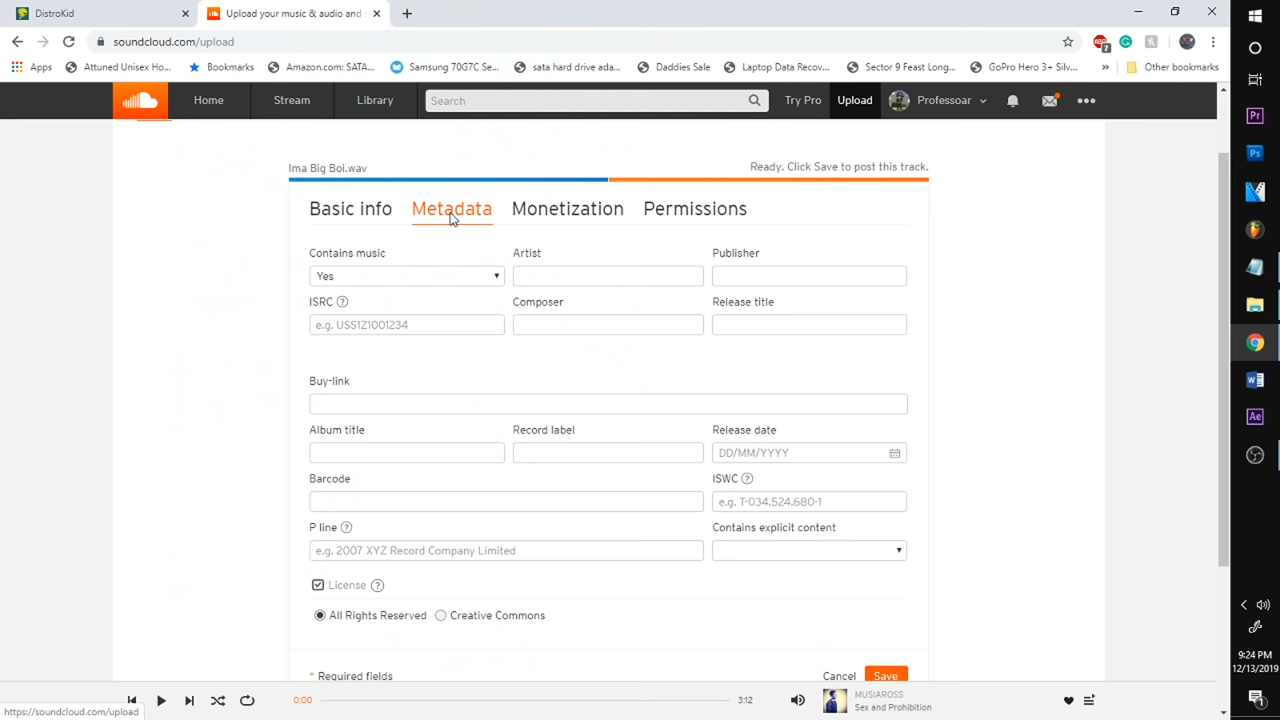 DistroKid
Upload your music & audio and
soundcloud.com/upload
7
Apps
Attuned Unisex Ho...
Bookmarks
Amazon.com: SATA...
Samsung 70G7C Se...
sata hard drive ada...
Daddies Sale
Laptop Data Recov...
Sector 9 Feast Long...
GoPro Hero 3+ Silv...
»
Other bookmarks
Home
Stream
Library
Search
Try Pro
Upload
Professoar
Pr
Ps
Ima Big Boi.wav
Ready. Click Save to post this track.
Basic info
Metadata
Monetization
Permissions
Contains music
Artist
Publisher
Yes
ISRC ?
Composer
Release title
e.g. USS1Z1001234
Buy-link
Album title
Record label
Release date
DD/MM/YYYY
Barcode
ISWC ?
e.g. T-034.524.680-1
P line ?
Contains explicit content
e.g. 2007 XYZ Record Company Limited
License ?
All Rights Reserved
Creative Commons
* Required fields
Cancel
Save
Ae
9:24 PM
12/13/2019
0:00
3:12
MUSIAROSS
Sex and Prohibition
https://soundcloud.com/upload
1